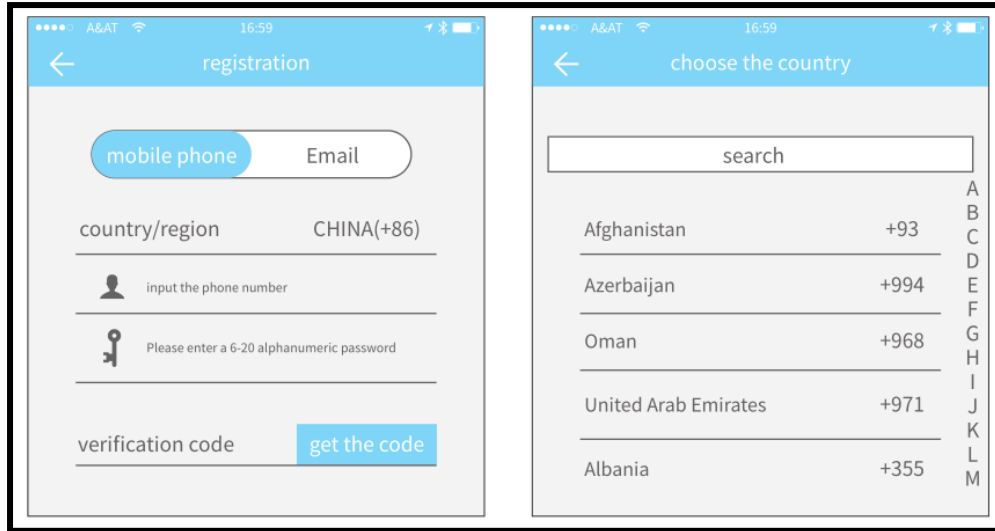 A&AT 16:59
registration
mobile phone Email
country/region CHINA(+86)
input the phone number
Please enter a 6-20 alphanumeric password
verification code get the code
A&AT 16:59
choose the country
search
A
B
C
D
E
F
G
H
I
J
K
L
M
Afghanistan +93
Azerbaijan +994
Oman +968
United Arab Emirates +971
Albania +355